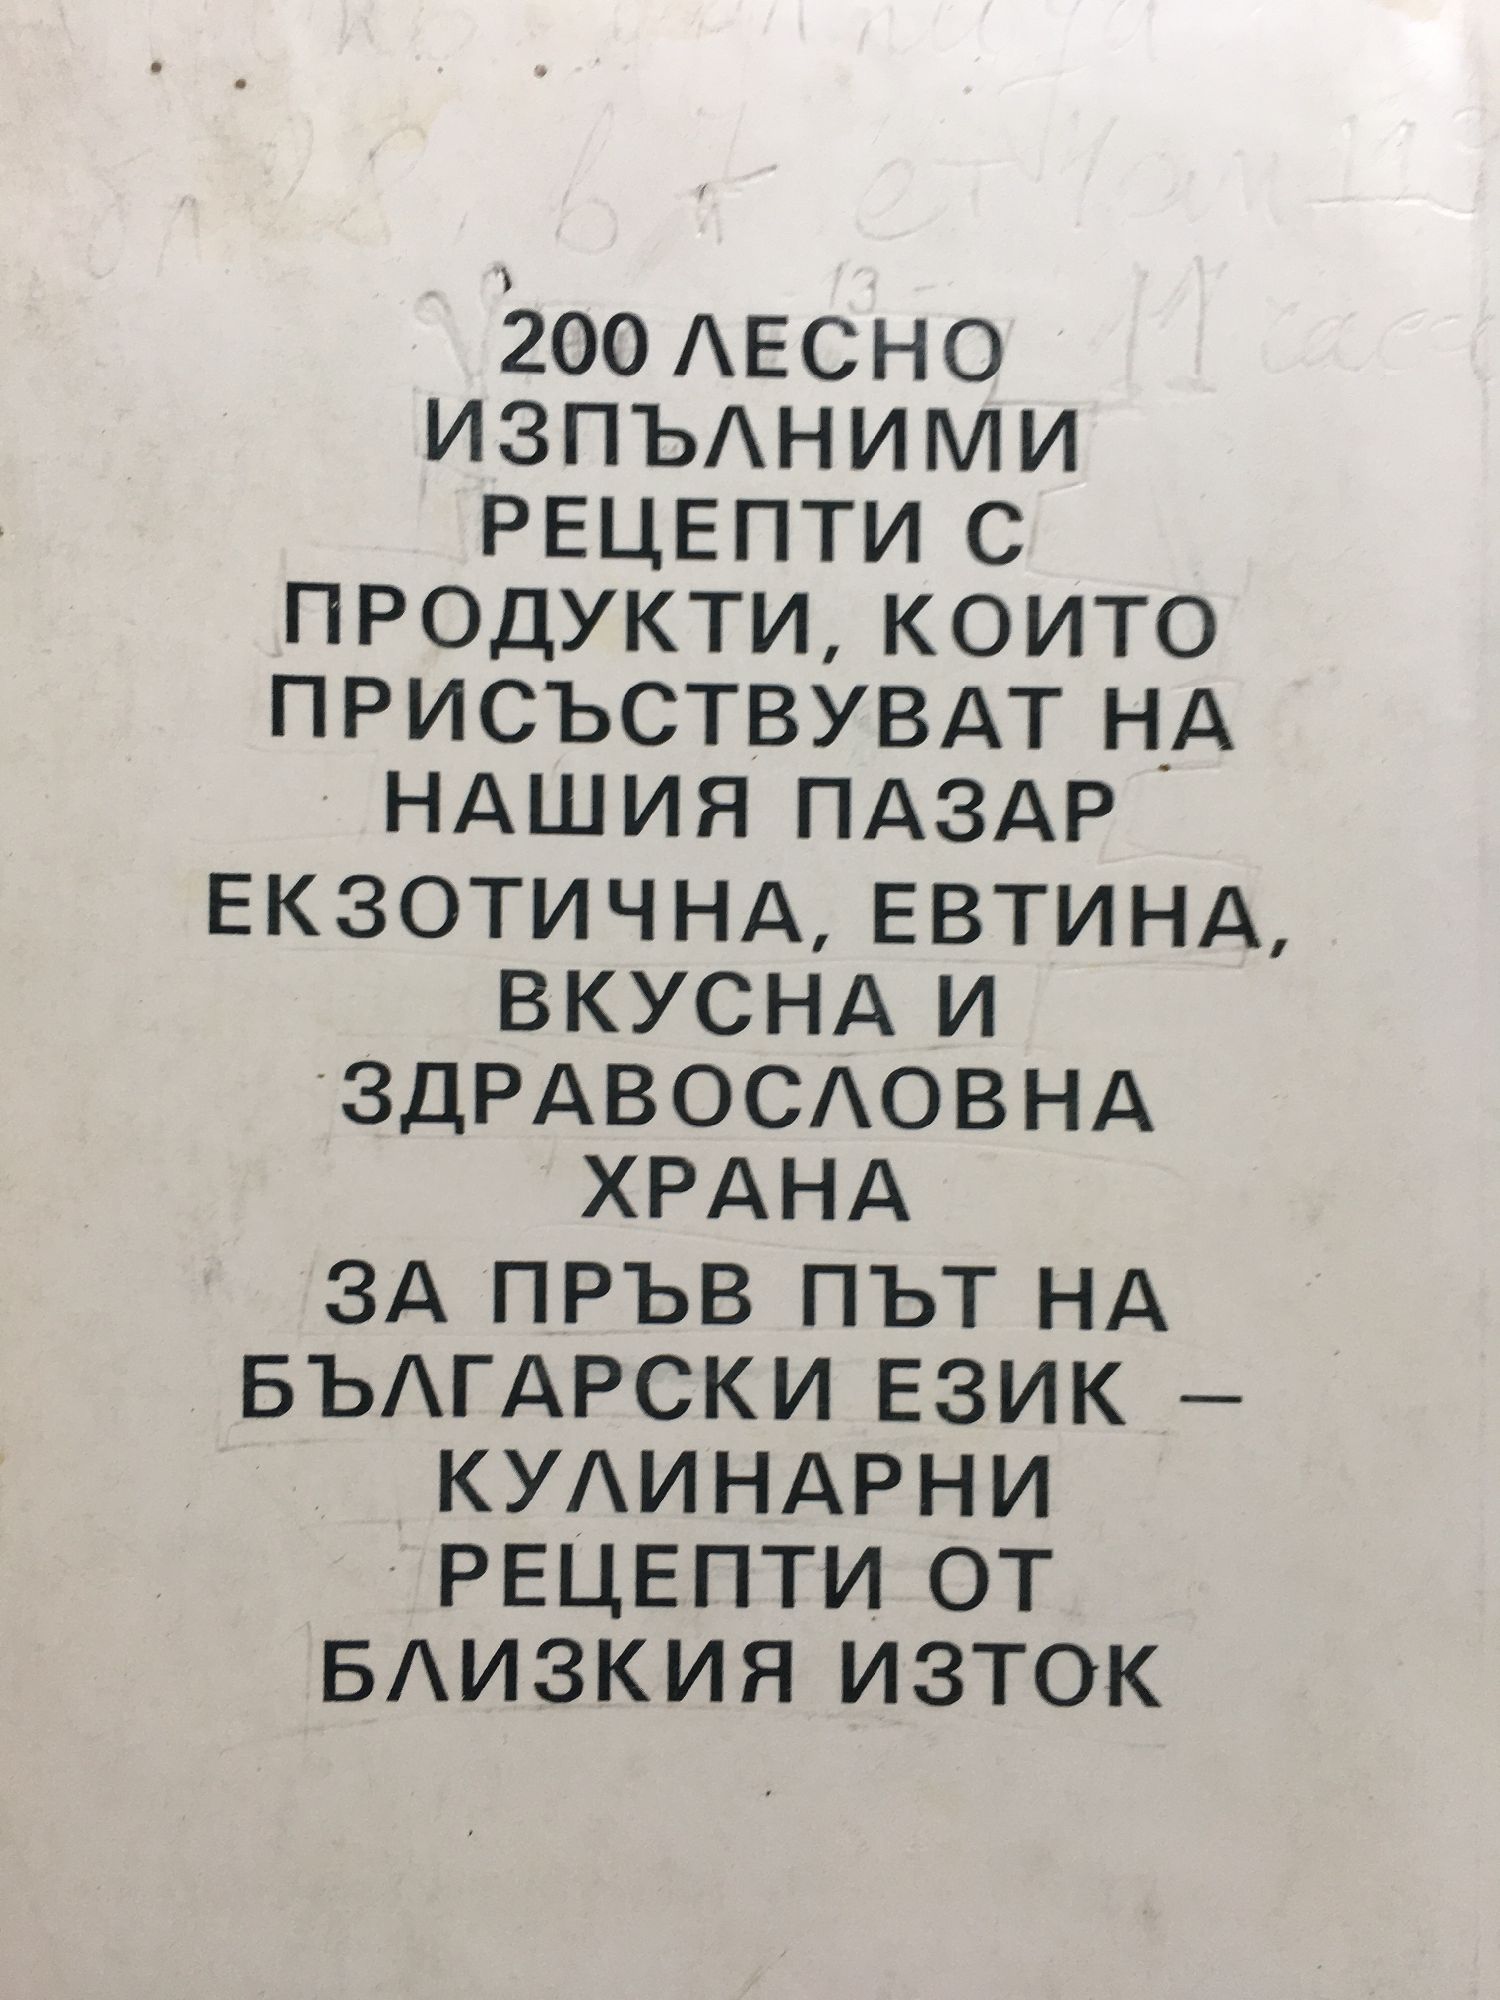 200 ЛЕСНО
ИЗПЪЛНИМИ
РЕЦЕПТИ С
ПРОДУКТИ, КОИТО
ПРИСЪСТВУВАТ НА
НАШИЯ ПАЗАР
ЕКЗОТИЧНА, ЕВТИНА,
ВКУСНА И
ЗДРАВОСЛОВНА
ХРАНА
ЗА ПРЪВ ПЪТ НА
БЪЛГАРСКИ ЕЗИК –
КУЛИНАРНИ
РЕЦЕПТИ ОТ
БЛИЗКИЯ ИЗТОК